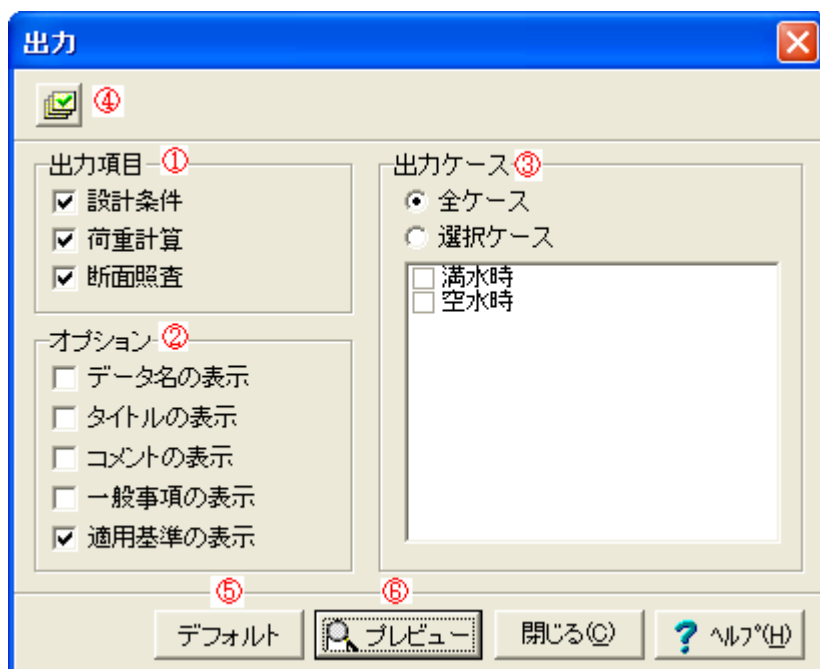 出力
④
出力項目 ①
設計条件
荷重計算
断面照査
オプション ②
データ名の表示
タイトルの表示
コメントの表示
一般事項の表示
適用基準の表示
出力ケース ③
全ケース
選択ケース
満水時
空水時
⑤
⑥
デフォルト
プレビュー
閉じる(C)
? ﾍﾙﾌﾟ(H)